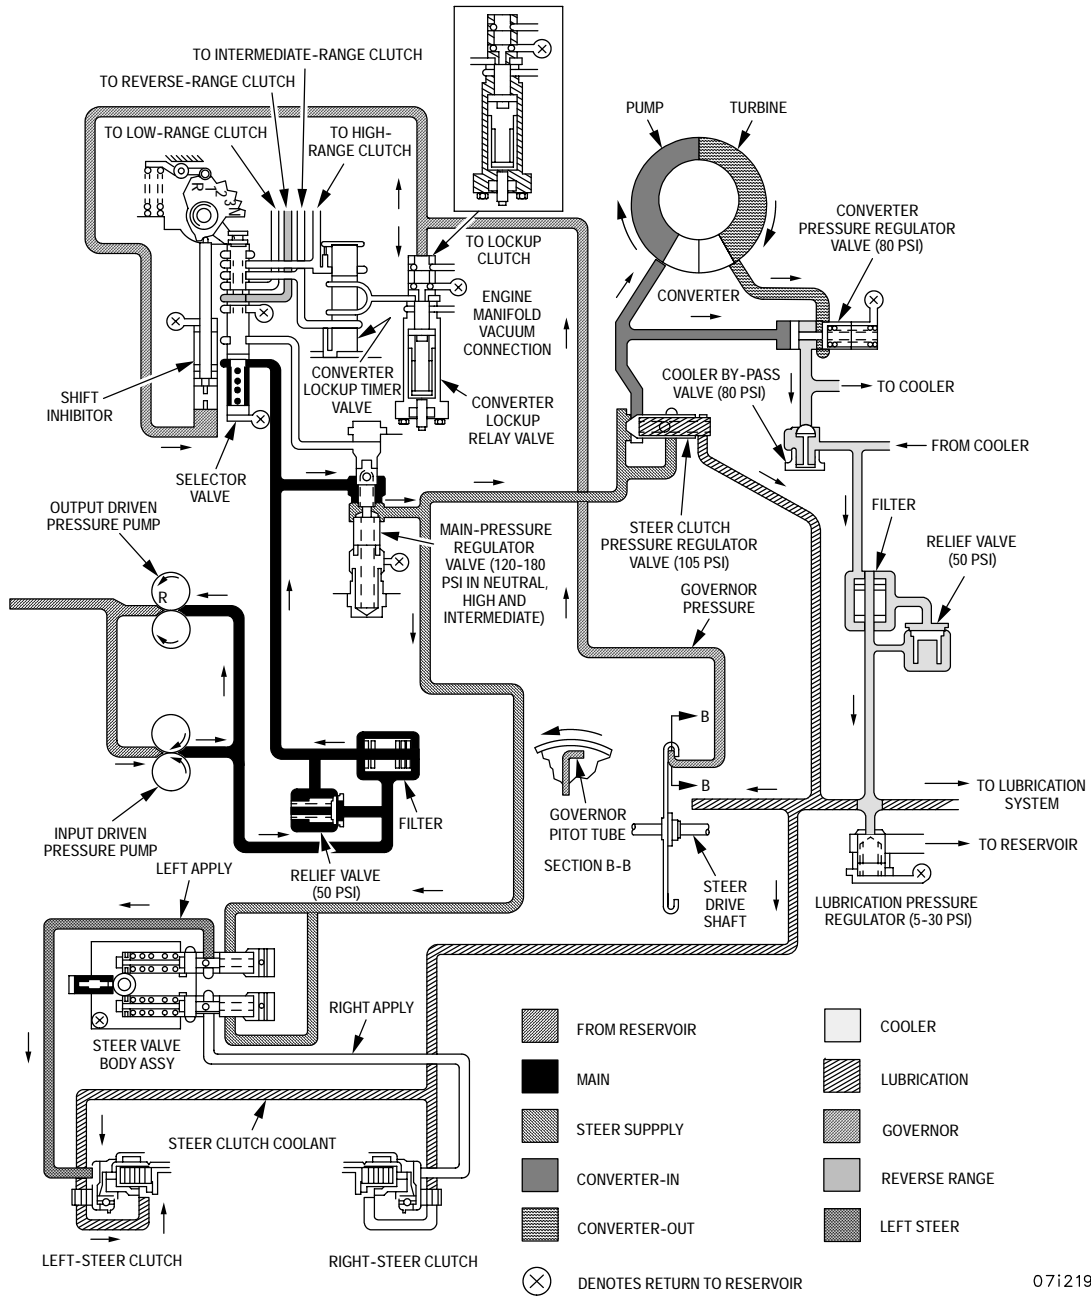 TO INTERMEDIATE-RANGE CLUTCH
TO REVERSE-RANGE CLUTCH
TO LOW-RANGE CLUTCH
TO HIGH-
RANGE CLUTCH
PUMP
TURBINE
CONVERTER
PRESSURE REGULATOR
VALVE (80 PSI)
TO LOCKUP
CLUTCH
ENGINE
MANIFOLD
VACUUM
CONNECTION
CONVERTER
SHIFT
INHIBITOR
CONVERTER
LOCKUP TIMER
VALVE
CONVERTER
LOCKUP
RELAY VALVE
COOLER BY-PASS
VALVE (80 PSI)
TO COOLER
FROM COOLER
SELECTOR
VALVE
OUTPUT DRIVEN
PRESSURE PUMP
R
MAIN-PRESSURE
REGULATOR
VALVE (120-180
PSI IN NEUTRAL,
HIGH AND
INTERMEDIATE)
STEER CLUTCH
PRESSURE REGULATOR
VALVE (105 PSI)
FILTER
RELIEF VALVE
(50 PSI)
GOVERNOR
PRESSURE
B
B
INPUT DRIVEN
PRESSURE PUMP
FILTER
RELIEF VALVE
(50 PSI)
GOVERNOR
PITOT TUBE
SECTION B-B
STEER
DRIVE
SHAFT
TO LUBRICATION
SYSTEM
TO RESERVOIR
LUBRICATION PRESSURE
REGULATOR (5-30 PSI)
LEFT APPLY
STEER VALVE
BODY ASSY
RIGHT APPLY
STEER CLUTCH COOLANT
LEFT-STEER CLUTCH
RIGHT-STEER CLUTCH
FROM RESERVOIR
MAIN
STEER SUPPPLY
CONVERTER-IN
CONVERTER-OUT
COOLER
LUBRICATION
GOVERNOR
REVERSE RANGE
LEFT STEER
DENOTES RETURN TO RESERVOIR
07i219